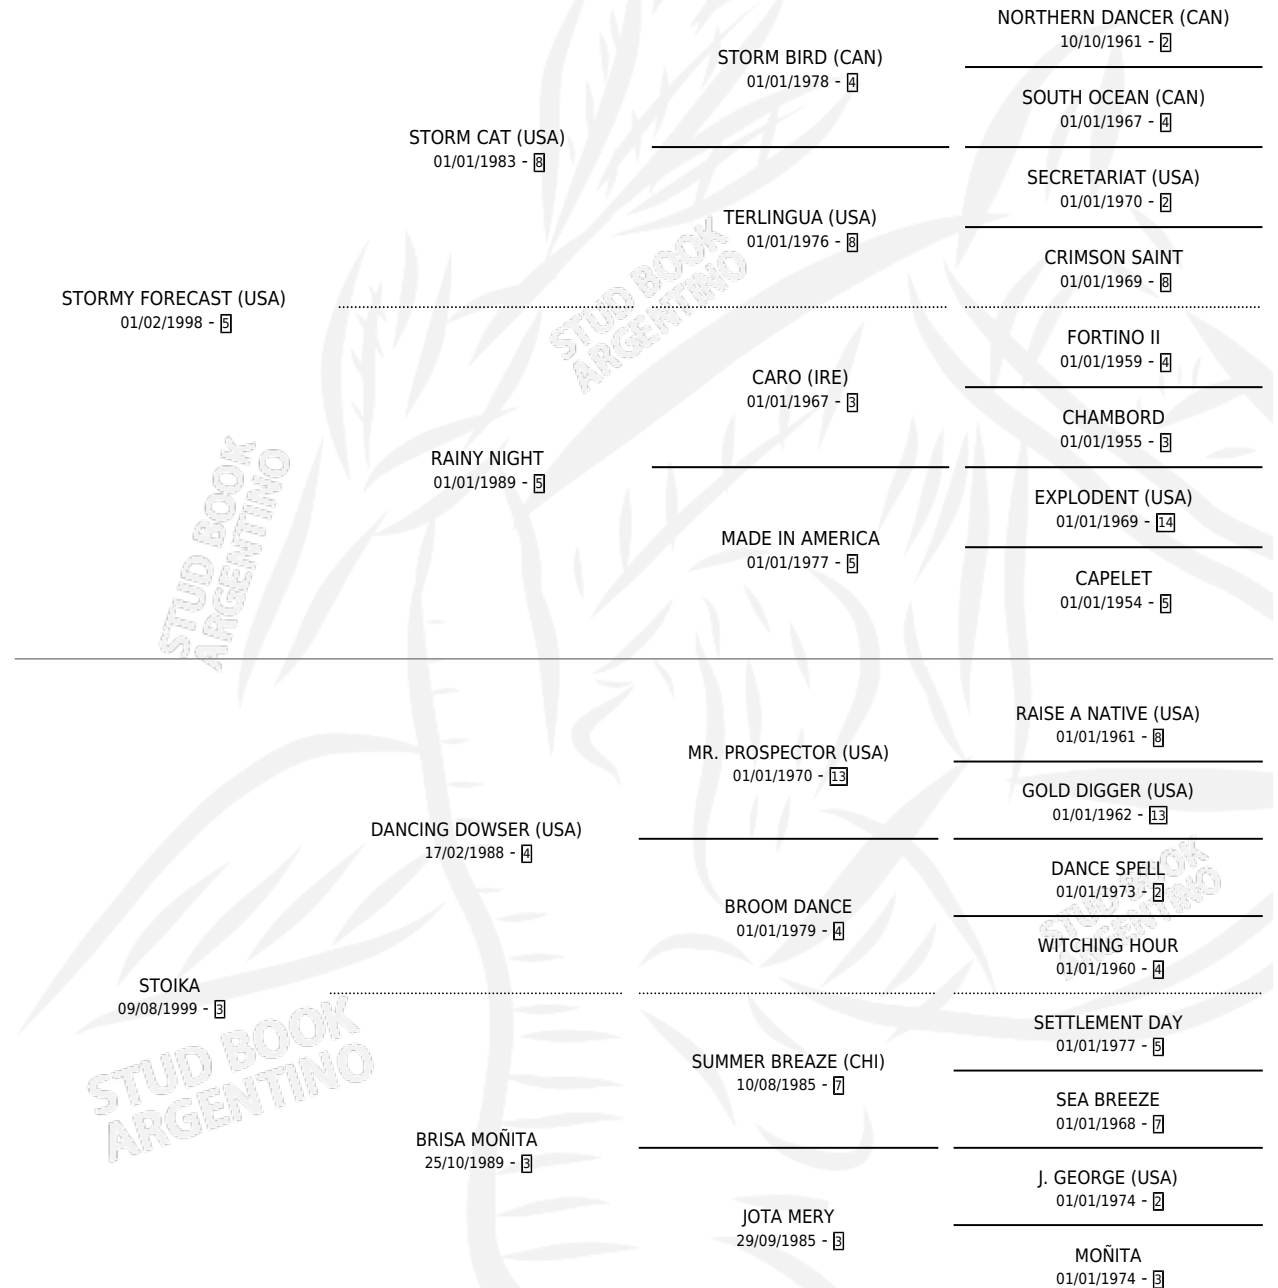 NORTHERN DANCER (CAN)
10/10/1961 - 2
STORM BIRD (CAN)
01/01/1978 - 4
SOUTH OCEAN (CAN)
01/01/1967 - 4
STORM CAT (USA)
01/01/1983 - 8
SECRETARIAT (USA)
01/01/1970 - 2
TERLINGUA (USA)
01/01/1976 - 8
CRIMSON SAINT
01/01/1969 - 8
STORMY FORECAST (USA)
01/02/1998 - 5
FORTINO II
01/01/1959 - 4
CARO (IRE)
01/01/1967 - 3
CHAMBORD
01/01/1955 - 3
RAINY NIGHT
01/01/1989 - 5
EXPLODENT (USA)
01/01/1969 - 14
MADE IN AMERICA
01/01/1977 - 5
CAPELET
01/01/1954 - 5
RAISE A NATIVE (USA)
01/01/1961 - 8
MR. PROSPECTOR (USA)
01/01/1970 - 13
GOLD DIGGER (USA)
01/01/1962 - 13
DANCING DOWSER (USA)
17/02/1988 - 4
DANCE SPELL
01/01/1973 - 2
BROOM DANCE
01/01/1979 - 4
WITCHING HOUR
01/01/1960 - 4
STOIKA
09/08/1999 - 3
SETTLEMENT DAY
01/01/1977 - 5
SUMMER BREAZE (CHI)
10/08/1985 - 7
SEA BREEZE
01/01/1968 - 7
BRISA MOÑITA
25/10/1989 - 3
J. GEORGE (USA)
01/01/1974 - 2
JOTA MERY
29/09/1985 - 3
MOÑITA
01/01/1974 - 3
STUD BOOK
ARGENTINO
STUD BOOK
ARGENTINO
STUD BOOK
ARGENTINO
STUD BOOK
ARGENTINO